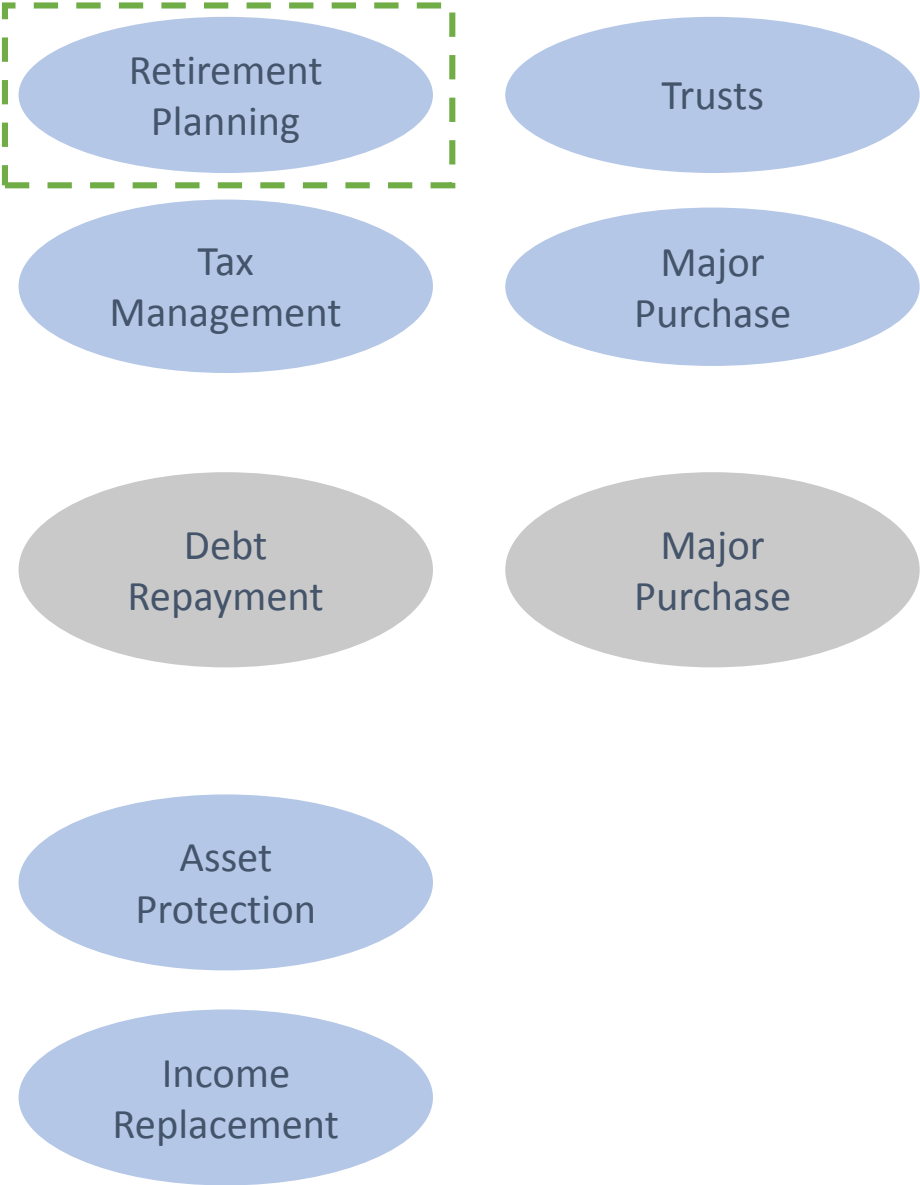 Retirement
Planning
Trusts
Tax
Management
Major
Purchase
Debt
Repayment
Major
Purchase
Asset
Protection
Income
Replacement